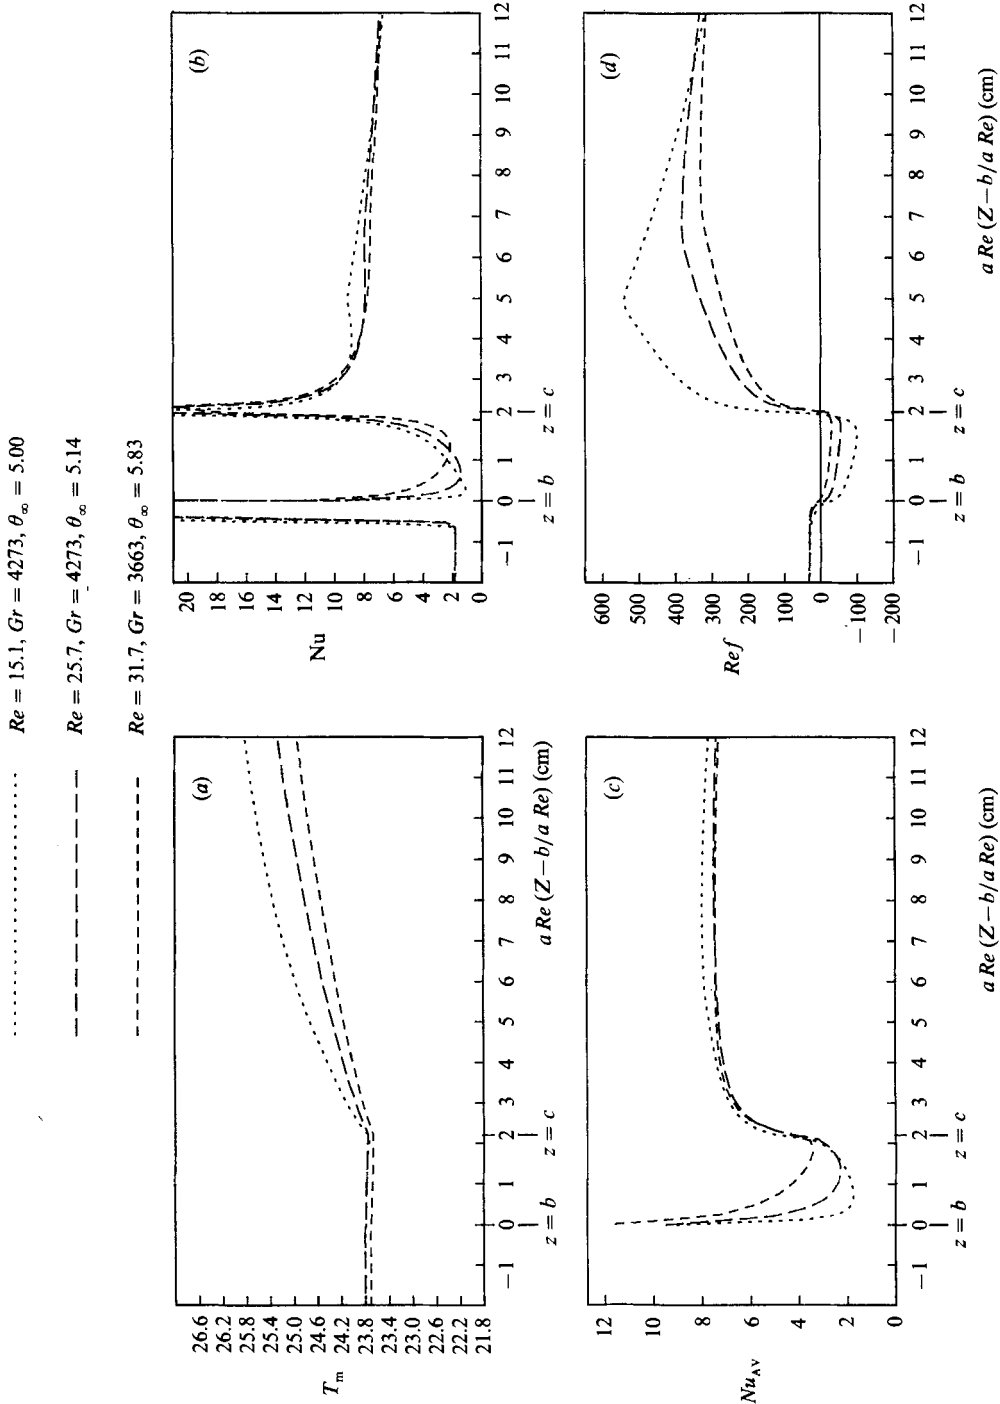 Re = 15.1, Gr = 4273, θ∞ = 5.00
Re = 25.7, Gr = 4273, θ∞ = 5.14
Re = 31.7, Gr = 3663, θ∞ = 5.83
(a)
26.6
26.2
25.8
25.4
25.0
24.6
24.2
23.8
23.4
23.0
22.6
22.2
21.8
Tm
−1 0 1 2 3 4 5 6 7 8 9 10 11 12
z = b z = c
a Re (Z − b/a Re) (cm)
(b)
20
18
16
14
12
10
8
6
4
2
0
Nu
−1 0 1 2 3 4 5 6 7 8 9 10 11 12
z = b z = c
(c)
12
10
8
6
4
2
0
NuAV
−1 0 1 2 3 4 5 6 7 8 9 10 11 12
z = b z = c
a Re (Z − b/a Re) (cm)
(d)
600
500
400
300
200
100
0
−100
−200
Ref
−1 0 1 2 3 4 5 6 7 8 9 10 11 12
z = b z = c
a Re (Z − b/a Re) (cm)